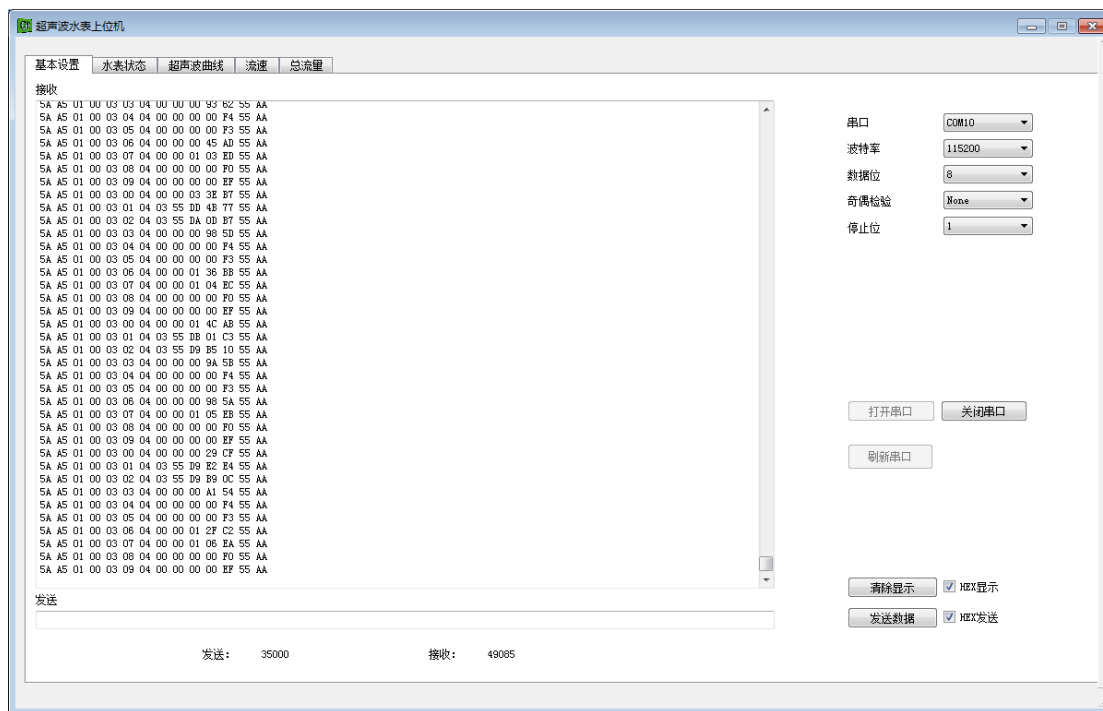 超声波水表上位机
基本设置 水表状态 超声波曲线 流速 总流量
接收
5A A5 01 00 03 03 04 00 00 00 93 62 55 AA
5A A5 01 00 03 04 04 00 00 00 00 F4 55 AA
5A A5 01 00 03 05 04 00 00 00 00 F3 55 AA
5A A5 01 00 03 06 04 00 00 00 45 AD 55 AA
5A A5 01 00 03 07 04 00 00 01 03 ED 55 AA
5A A5 01 00 03 08 04 00 00 00 00 F0 55 AA
5A A5 01 00 03 09 04 00 00 00 00 EF 55 AA
5A A5 01 00 03 00 04 00 00 03 3E B7 55 AA
5A A5 01 00 03 01 04 03 55 DD 4B 77 55 AA
5A A5 01 00 03 02 04 03 55 DA 0D B7 55 AA
5A A5 01 00 03 03 04 00 00 00 98 5D 55 AA
5A A5 01 00 03 04 04 00 00 00 00 F4 55 AA
5A A5 01 00 03 05 04 00 00 00 00 F3 55 AA
5A A5 01 00 03 06 04 00 00 01 36 BB 55 AA
5A A5 01 00 03 07 04 00 00 01 04 EC 55 AA
5A A5 01 00 03 08 04 00 00 00 00 F0 55 AA
5A A5 01 00 03 09 04 00 00 00 00 EF 55 AA
5A A5 01 00 03 00 04 00 00 01 4C AB 55 AA
5A A5 01 00 03 01 04 03 55 DB 01 C3 55 AA
5A A5 01 00 03 02 04 03 55 D9 B5 10 55 AA
5A A5 01 00 03 03 04 00 00 00 9A 5B 55 AA
5A A5 01 00 03 04 04 00 00 00 00 F4 55 AA
5A A5 01 00 03 05 04 00 00 00 00 F3 55 AA
5A A5 01 00 03 06 04 00 00 00 98 5A 55 AA
5A A5 01 00 03 07 04 00 00 01 05 EB 55 AA
5A A5 01 00 03 08 04 00 00 00 00 F0 55 AA
5A A5 01 00 03 09 04 00 00 00 00 EF 55 AA
5A A5 01 00 03 00 04 00 00 00 29 CF 55 AA
5A A5 01 00 03 01 04 03 55 D9 E2 E4 55 AA
5A A5 01 00 03 02 04 03 55 D9 B9 0C 55 AA
5A A5 01 00 03 03 04 00 00 00 A1 54 55 AA
5A A5 01 00 03 04 04 00 00 00 00 F4 55 AA
5A A5 01 00 03 05 04 00 00 00 00 F3 55 AA
5A A5 01 00 03 06 04 00 00 01 2F C2 55 AA
5A A5 01 00 03 07 04 00 00 01 06 EA 55 AA
5A A5 01 00 03 08 04 00 00 00 00 F0 55 AA
5A A5 01 00 03 09 04 00 00 00 00 EF 55 AA
串口 COM10
波特率 115200
数据位 8
奇偶检验 None
停止位 1
打开串口 关闭串口
刷新串口
清除显示 HEX显示
发送数据 HEX发送
发送
发送: 35000 接收: 49085